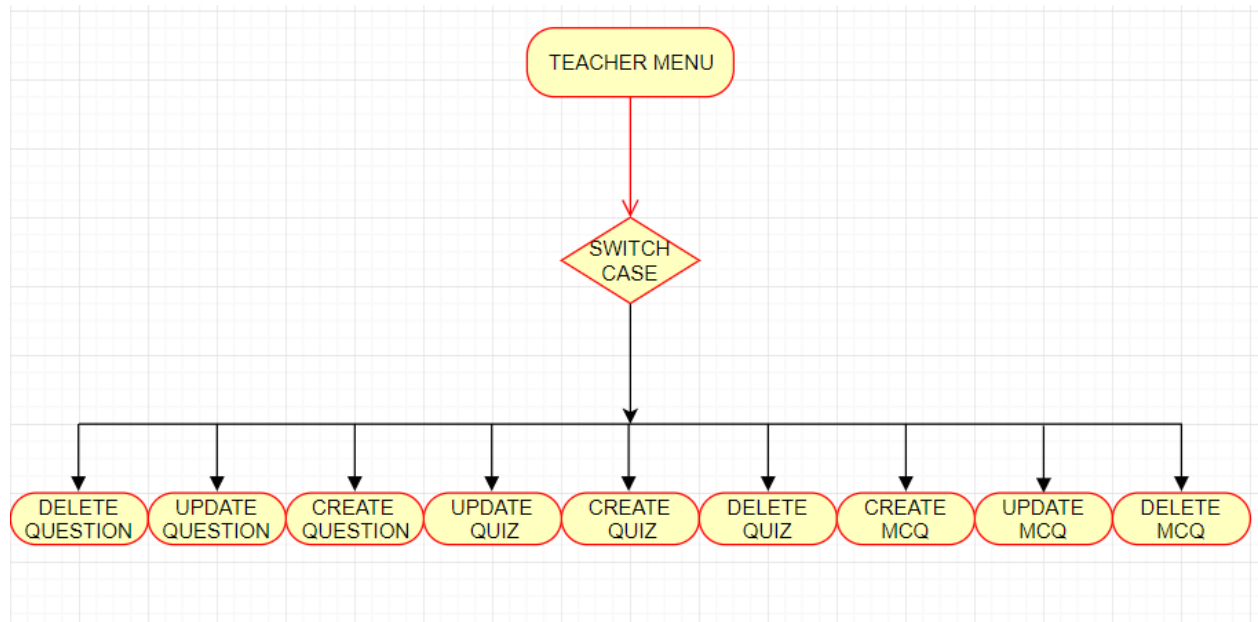 TEACHER MENU
SWITCH
CASE
DELETE
QUESTION
UPDATE
QUESTION
CREATE
QUESTION
UPDATE
QUIZ
CREATE
QUIZ
DELETE
QUIZ
CREATE
MCQ
UPDATE
MCQ
DELETE
MCQ